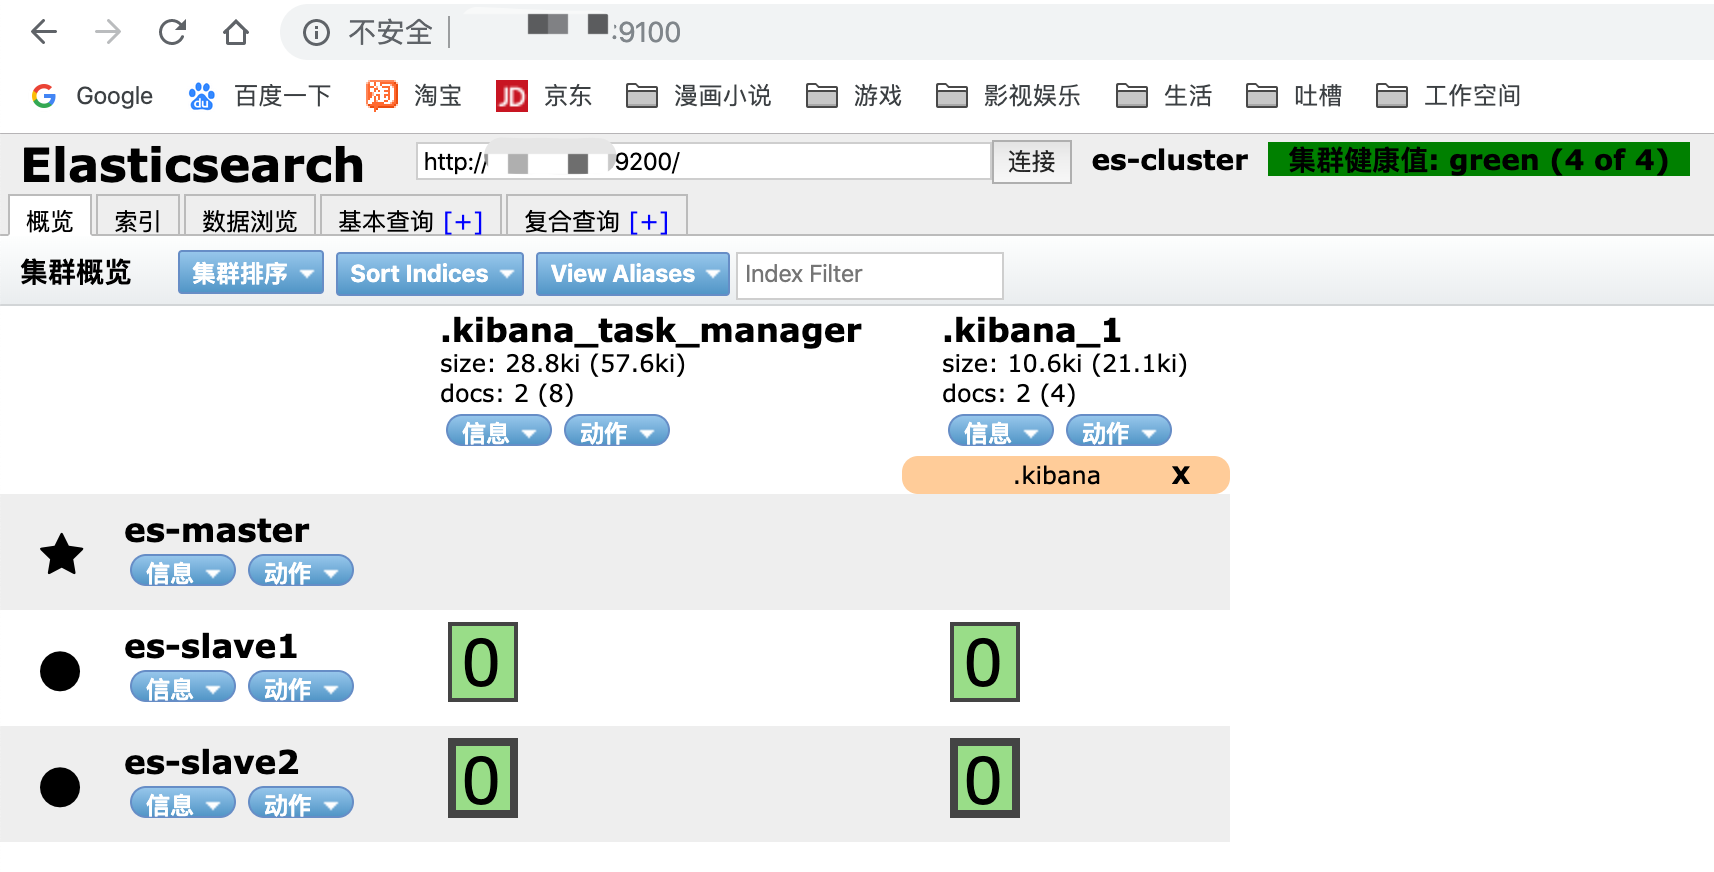 不安全 | :9100
Google 百度一下 淘 淘宝 JD 京东 漫画小说 游戏 影视娱乐 生活 吐槽 工作空间
Elasticsearch http:// 9200/ 连接 es-cluster 集群健康值: green (4 of 4)
概览 索引 数据浏览 基本查询 [+] 复合查询 [+]
集群概览 集群排序 Sort Indices View Aliases Index Filter
.kibana_task_manager .kibana_1
size: 28.8ki (57.6ki) size: 10.6ki (21.1ki)
docs: 2 (8) docs: 2 (4)
信息 动作 信息 动作
.kibana X
es-master
信息 动作
es-slave1 0 0
信息 动作
es-slave2 0 0
信息 动作